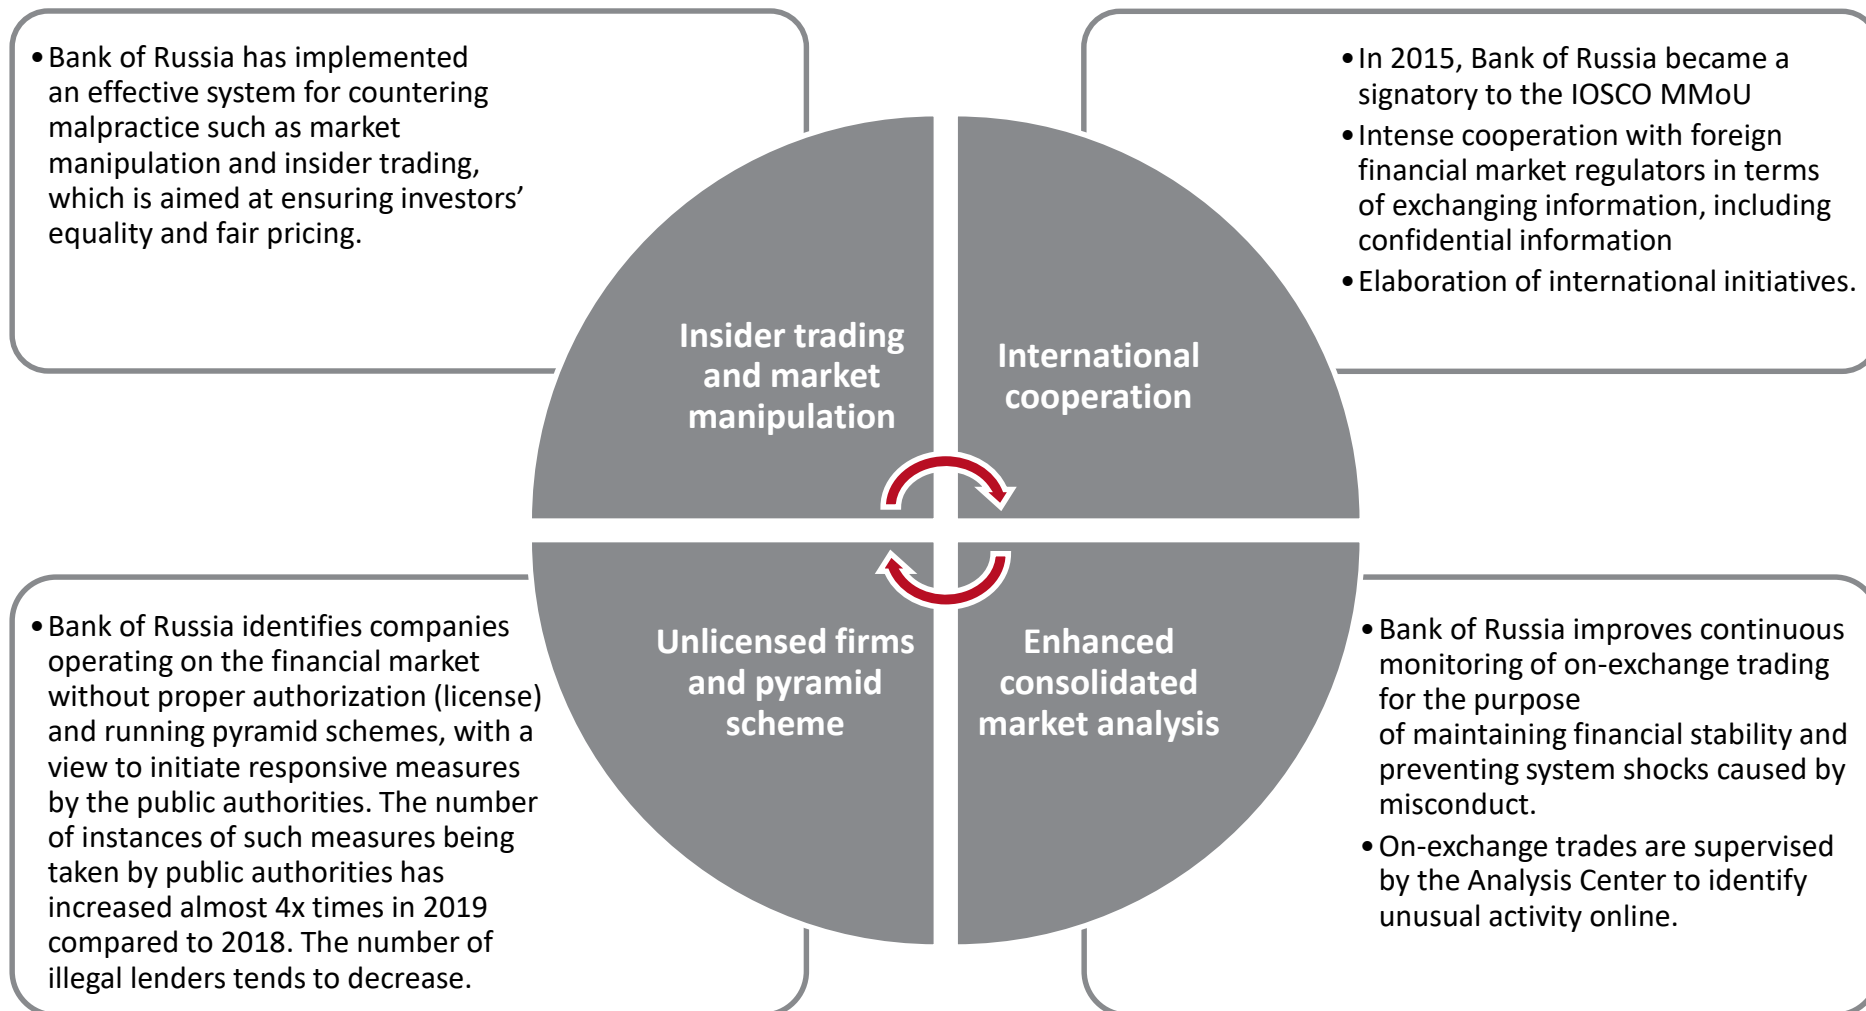 •Bank of Russia has implemented
an effective system for countering
malpractice such as market
manipulation and insider trading,
which is aimed at ensuring investors’
equality and fair pricing.
•In 2015, Bank of Russia became a
signatory to the IOSCO MMoU
•Intense cooperation with foreign
financial market regulators in terms
of exchanging information, including
confidential information
•Elaboration of international initiatives.
Insider trading
and market
manipulation
International
cooperation
Unlicensed firms
and pyramid
scheme
Enhanced
consolidated
market analysis
•Bank of Russia identifies companies
operating on the financial market
without proper authorization (license)
and running pyramid schemes, with a
view to initiate responsive measures
by the public authorities. The number
of instances of such measures being
taken by public authorities has
increased almost 4x times in 2019
compared to 2018. The number of
illegal lenders tends to decrease.
•Bank of Russia improves continuous
monitoring of on-exchange trading
for the purpose
of maintaining financial stability and
preventing system shocks caused by
misconduct.
•On-exchange trades are supervised
by the Analysis Center to identify
unusual activity online.